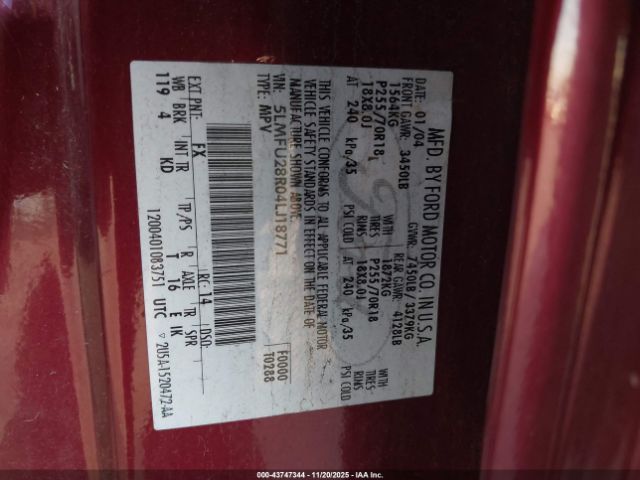 MFD. BY FORD MOTOR CO. IN U.S.A.
DATE: 01/04 GVWR: 7450LB / 3379KG
FRONT GAWR: 3450LB REAR GAWR: 4128LB
1564KG WITH 1872KG WITH
P255/70R18 TIRES P255/70R18 TIRES
18X8.0J RIMS 18X8.0J RIMS
AT 240 kPa/35 PSI COLD AT 240 kPa/35 PSI COLD
THIS VEHICLE CONFORMS TO ALL APPLICABLE FEDERAL MOTOR
VEHICLE SAFETY STANDARDS IN EFFECT ON THE DATE OF
MANUFACTURE SHOWN ABOVE.
VIN: 5LMFU28R04LJ18771 F0000
TYPE: MPV T0288
EXT PNT: FX RC: 14 DSO:
WB BRK INT TR TP/PS R AXLE TR SPR
119 4 KD T 16 E IK
1200401083751 UTC ▽ 2U5A-1520472-AA
000-43747344 - 11/20/2025 - IAA Inc.